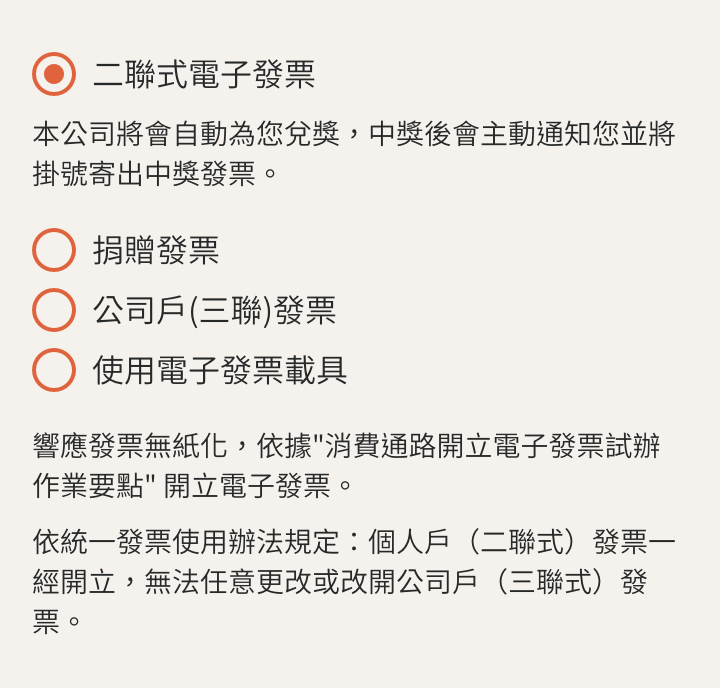 二聯式電子發票
本公司將會自動為您兌獎，中獎後會主動通知您並將
掛號寄出中獎發票。
捐贈發票
公司戶(三聯)發票
使用電子發票載具
響應發票無紙化，依據"消費通路開立電子發票試辦
作業要點" 開立電子發票。
依統一發票使用辦法規定：個人戶（二聯式）發票一
經開立，無法任意更改或改開公司戶（三聯式）發
票。